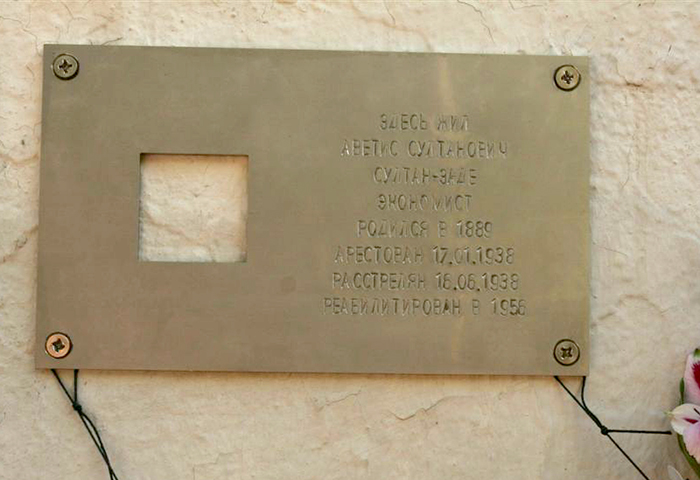 ЗДЕСЬ ЖИЛ
АВЕТИС СУЛТАНОВИЧ
СУЛТАН-ЗАДЕ
ЭКОНОМИСТ
РОДИЛСЯ В 1889
АРЕСТОВАН 17.01.1938
РАССТРЕЛЯН 16.06.1938
РЕАБИЛИТИРОВАН В 1956